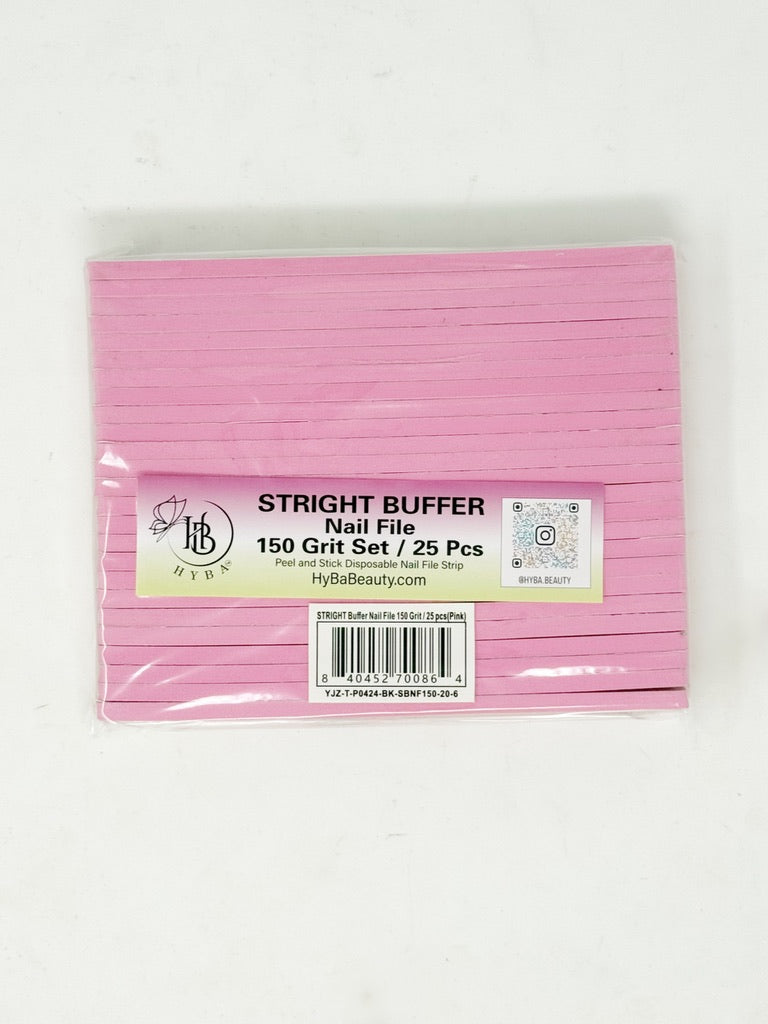 STRIGHT BUFFER
Nail File
150 Grit Set / 25 Pcs
Peel and Stick Disposable Nail File Strip
HyBaBeauty.com
HB
HYBA®
@HYBA.BEAUTY
STRIGHT Buffer Nail File 150 Grit / 25 pcs(Pink)
8 40452 70086 4
YJZ-T-P0424-BK-SBNF150-20-6